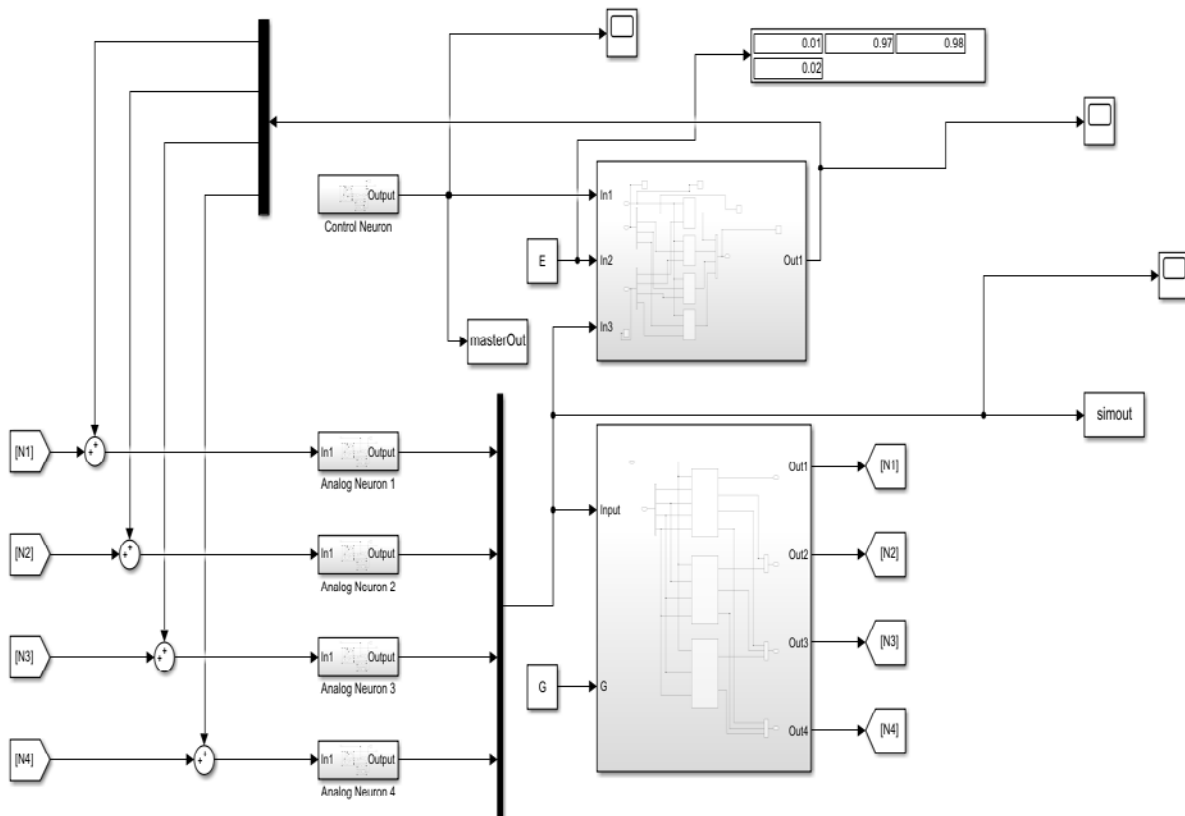 0.01 0.97 0.98
0.02
Output
Control Neuron
In1
E
In2
Out1
In3
masterOut
simout
[N1]
In1 Output
Analog Neuron 1
Out1
[N1]
Input
[N2]
In1 Output
Analog Neuron 2
Out2
[N2]
[N3]
In1 Output
Analog Neuron 3
Out3
[N3]
G
G
[N4]
In1 Output
Analog Neuron 4
Out4
[N4]